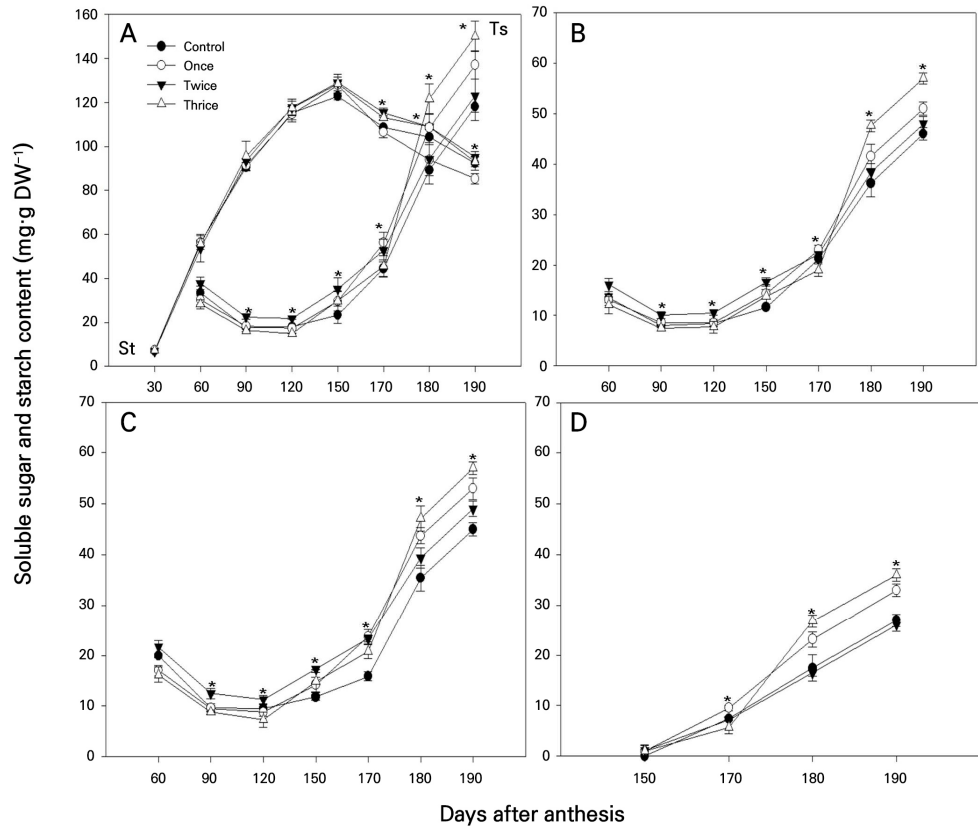 Soluble sugar and starch content (mg·g DW⁻¹)
A
Ts
Control
Once
Twice
Thrice
St
160
140
120
100
80
60
40
20
0
30 60 90 120 150 170 180 190
* * * * * * * * * *
B
70
60
50
40
30
20
10
0
60 90 120 150 170 180 190
* * * * * * *
C
70
60
50
40
30
20
10
0
60 90 120 150 170 180 190
* * * * * * *
D
70
60
50
40
30
20
10
0
150 170 180 190
* * *
Days after anthesis